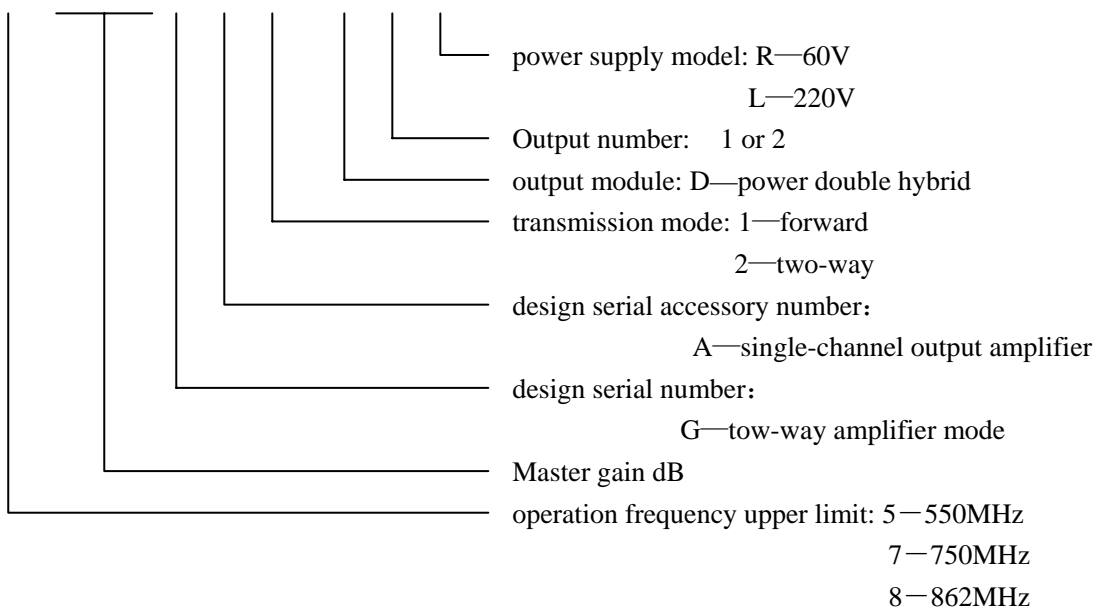 power supply model: R—60V
L—220V
Output number: 1 or 2
output module: D—power double hybrid
transmission mode: 1—forward
2—two-way
design serial accessory number：
A—single-channel output amplifier
design serial number：
G—tow-way amplifier mode
Master gain dB
operation frequency upper limit: 5－550MHz
7－750MHz
8－862MHz